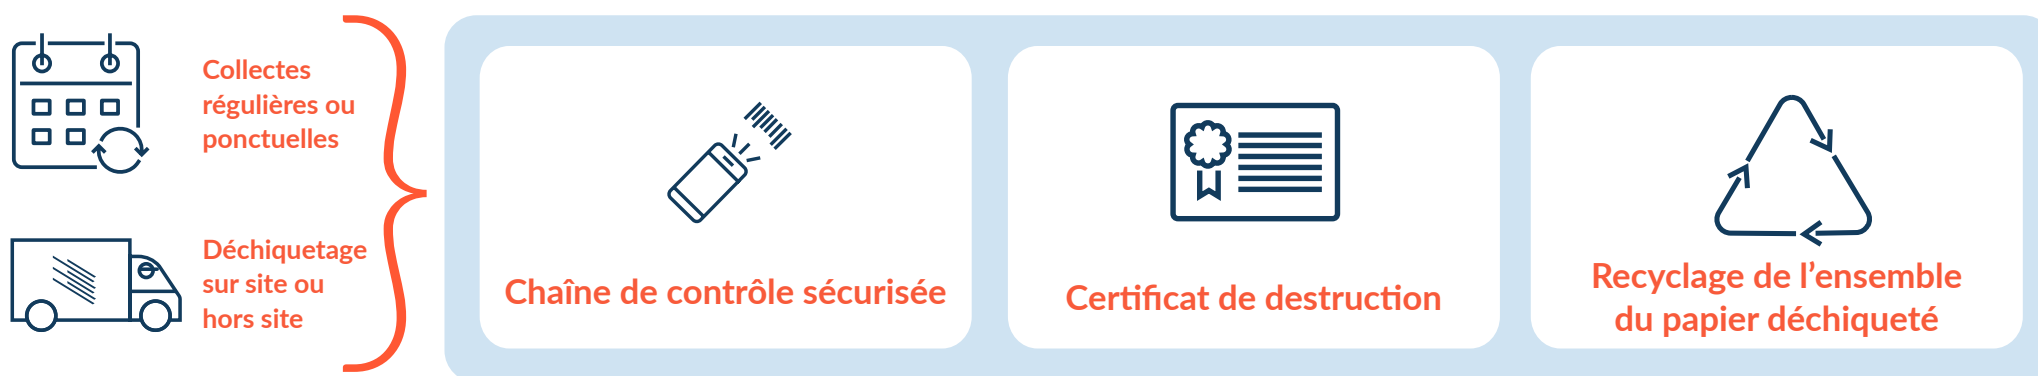 Collectes
régulières ou
ponctuelles
Déchiquetage
sur site ou
hors site
Chaîne de contrôle sécurisée
Certificat de destruction
Recyclage de l’ensemble
du papier déchiqueté